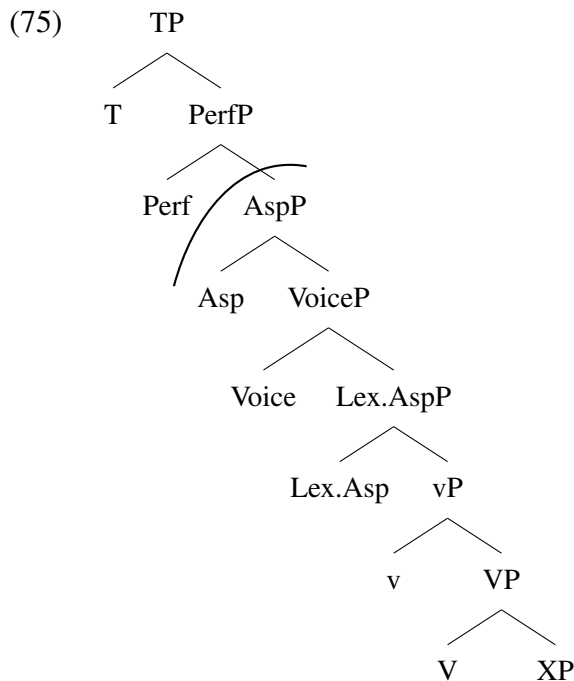 (75) TP
T PerfP
Perf AspP
Asp VoiceP
Voice Lex.AspP
Lex.Asp vP
v VP
V XP